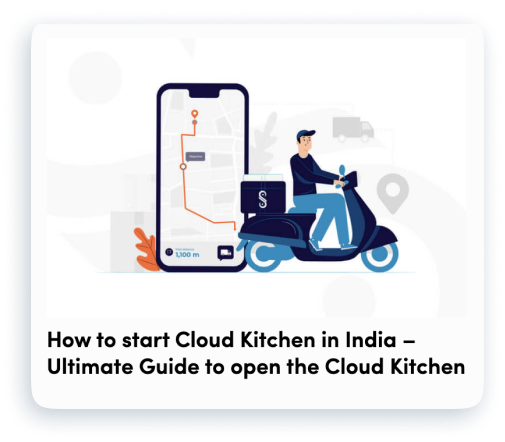 1,100 m
How to start Cloud Kitchen in India –
Ultimate Guide to open the Cloud Kitchen